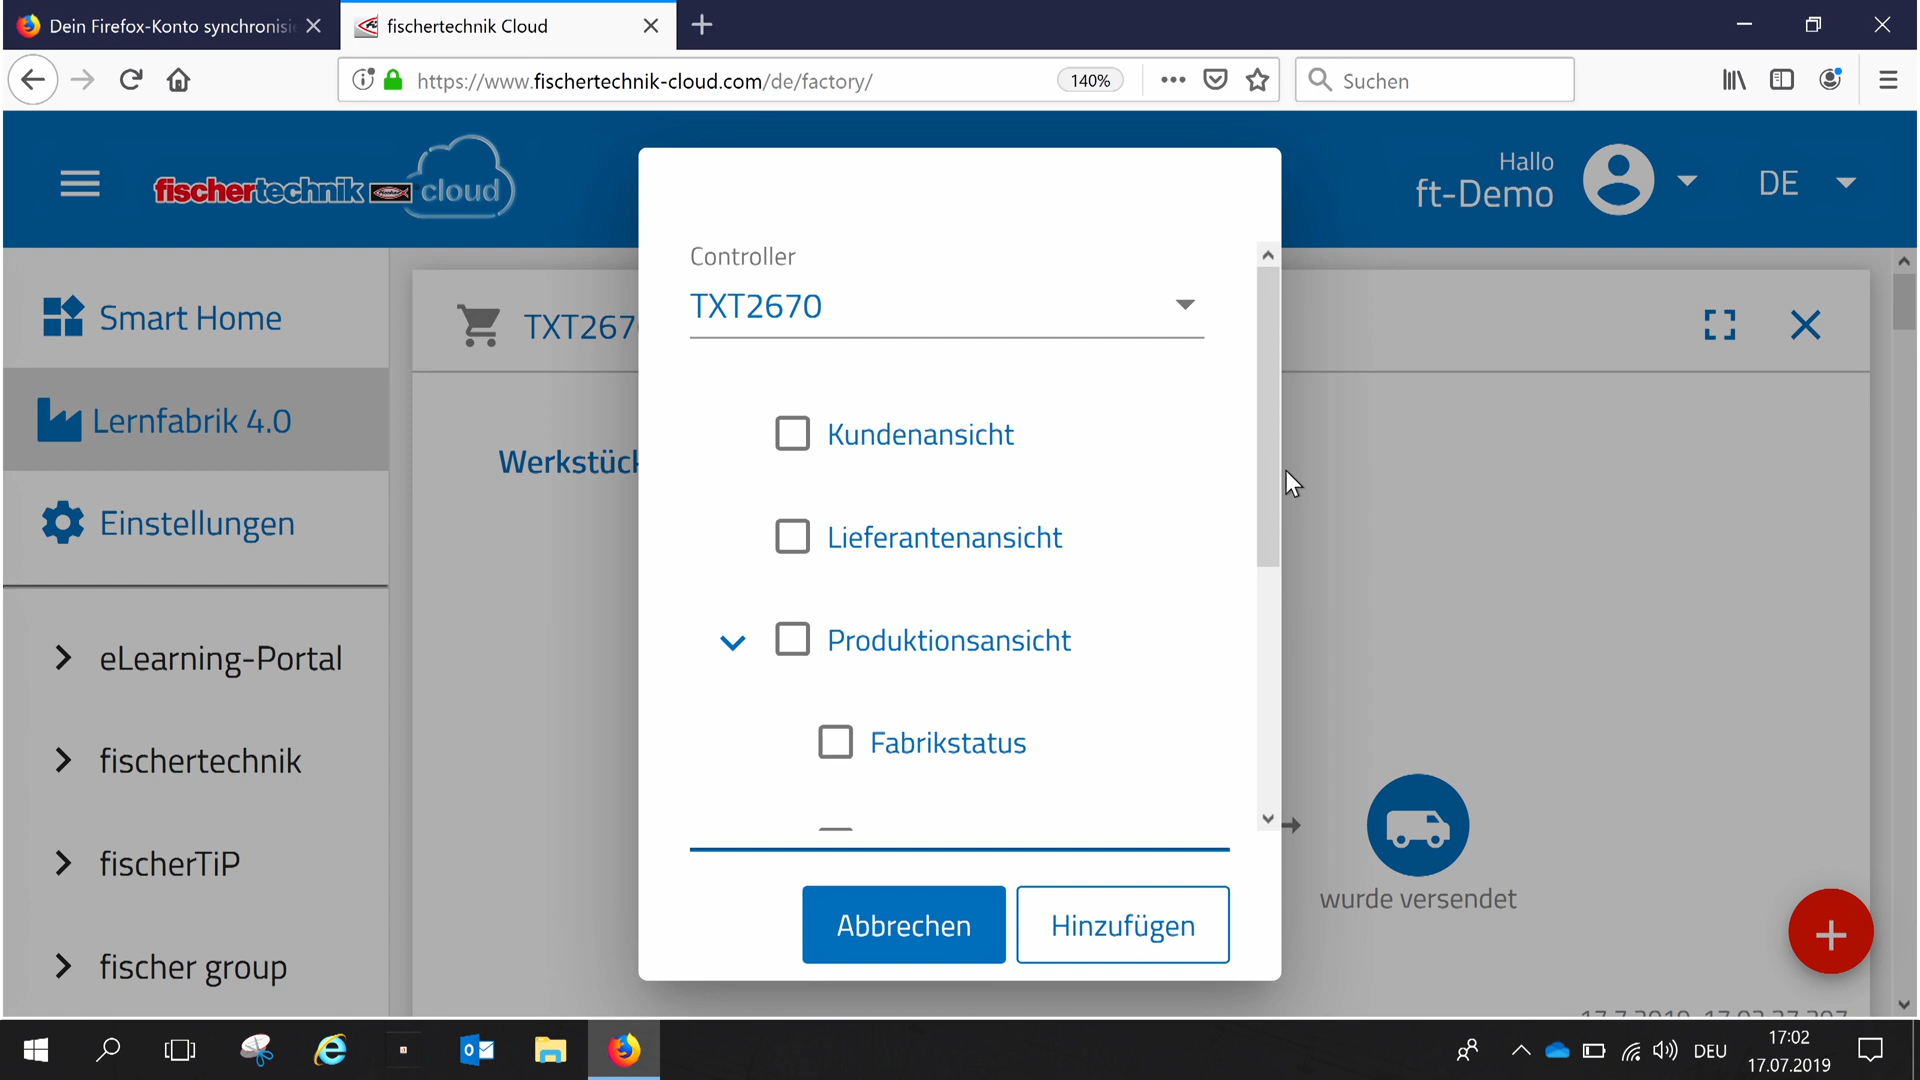 Dein Firefox-Konto synchronisi
fischertechnik Cloud
https://www.fischertechnik-cloud.com/de/factory/
140%
Suchen
fischertechnik
cloud
Hallo
ft-Demo
DE
Smart Home
Lernfabrik 4.0
Einstellungen
eLearning-Portal
fischertechnik
fischerTiP
fischer group
TXT267
Werkstück
Controller
TXT2670
Kundenansicht
Lieferantenansicht
Produktionsansicht
Fabrikstatus
Abbrechen
Hinzufügen
wurde versendet
DEU
17:02
17.07.2019